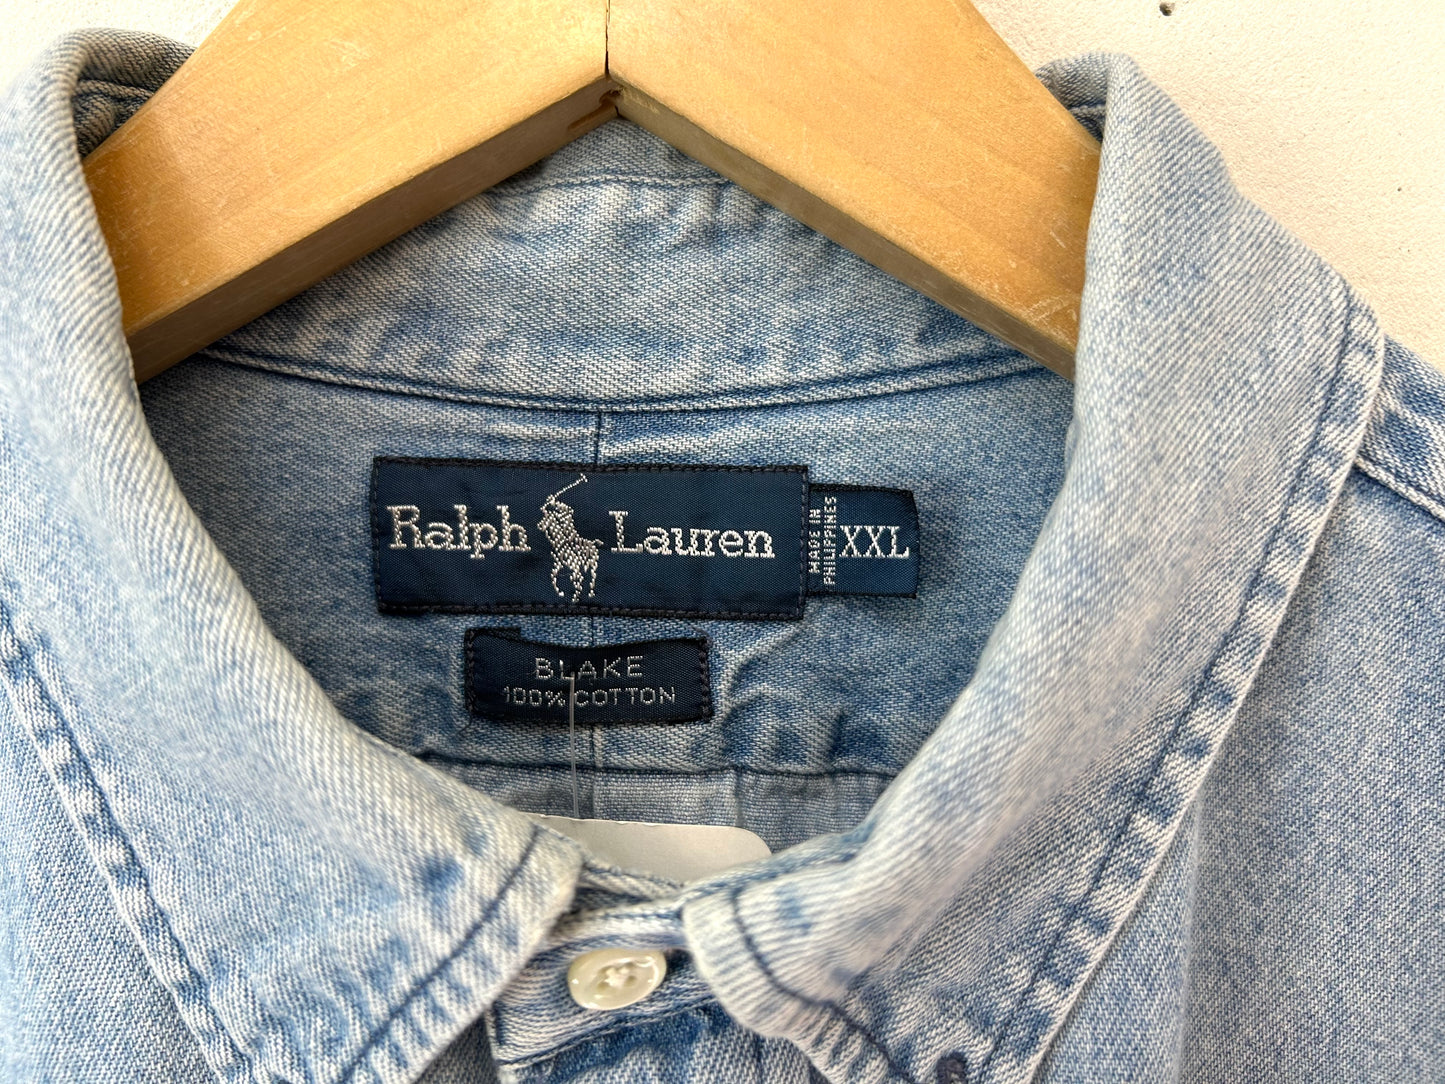 Ralph Lauren
MADE IN
PHILIPPINES
XXL
BLAKE
100% COTTON